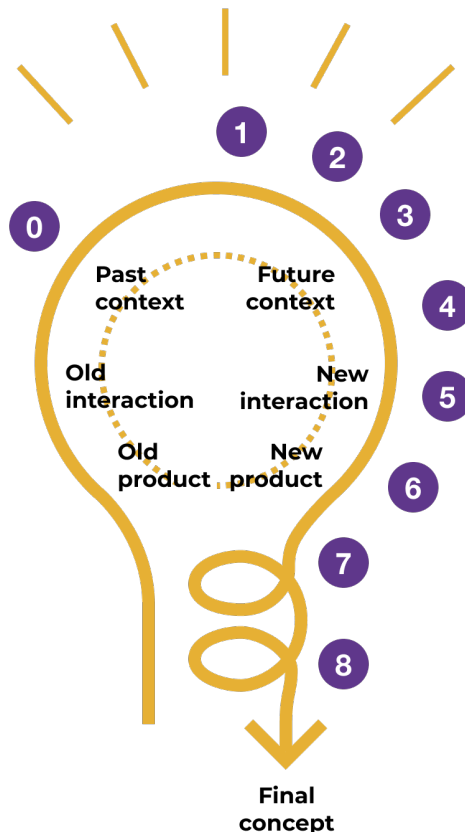 1
2
0
3
Past
context
Future
context
4
Old
interaction
New
interaction
5
Old
product
New
product
6
7
8
Final
concept